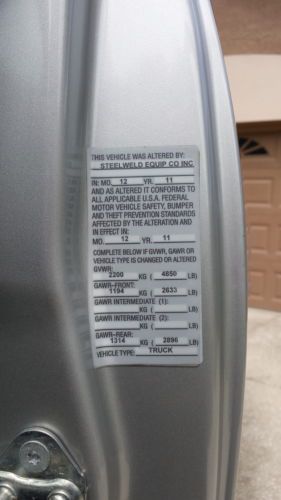 THIS VEHICLE WAS ALTERED BY:
STEELWELD EQUIP CO INC
IN: MO. 12 YR. 11
AND AS ALTERED IT CONFORMS TO
ALL APPLICABLE U.S.A. FEDERAL
MOTOR VEHICLE SAFETY, BUMPER
AND THEFT PREVENTION STANDARDS
AFFECTED BY THE ALTERATION AND
IN EFFECT IN:
MO. 12 YR. 11
COMPLETE BELOW IF GVWR, GAWR OR
VEHICLE TYPE IS CHANGED OR ALTERED
GVWR:
2200 KG ( 4850 LB)
GAWR-FRONT:
1194 KG ( 2633 LB)
GAWR INTERMEDIATE (1):
KG ( LB)
GAWR INTERMEDIATE (2):
KG ( LB)
GAWR-REAR:
1314 KG ( 2896 LB)
VEHICLE TYPE: TRUCK